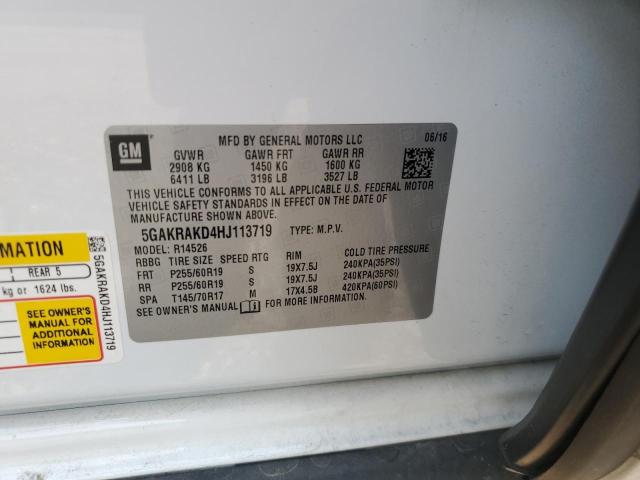 GM
MFD BY GENERAL MOTORS LLC
06/16
GVWR GAWR FRT GAWR RR
2908 KG 1450 KG 1600 KG
6411 LB 3196 LB 3527 LB
THIS VEHICLE CONFORMS TO ALL APPLICABLE U.S. FEDERAL MOTOR
VEHICLE SAFETY STANDARDS IN EFFECT ON THE DATE OF
MANUFACTURE SHOWN ABOVE.
5GAKRAKD4HJ113719 TYPE: M.P.V.
MODEL: R14526
RBBG TIRE SIZE SPEED RTG RIM COLD TIRE PRESSURE
FRT P255/60R19 S 19X7.5J 240KPA(35PSI)
RR P255/60R19 S 19X7.5J 240KPA(35PSI)
SPA T145/70R17 M 17X4.5B 420KPA(60PSI)
SEE OWNER'S MANUAL FOR MORE INFORMATION.
RMATION
1 REAR 5
kg or 1624 lbs.
SEE OWNER'S
MANUAL FOR
ADDITIONAL
INFORMATION
5GAKRAKD4HJ113719